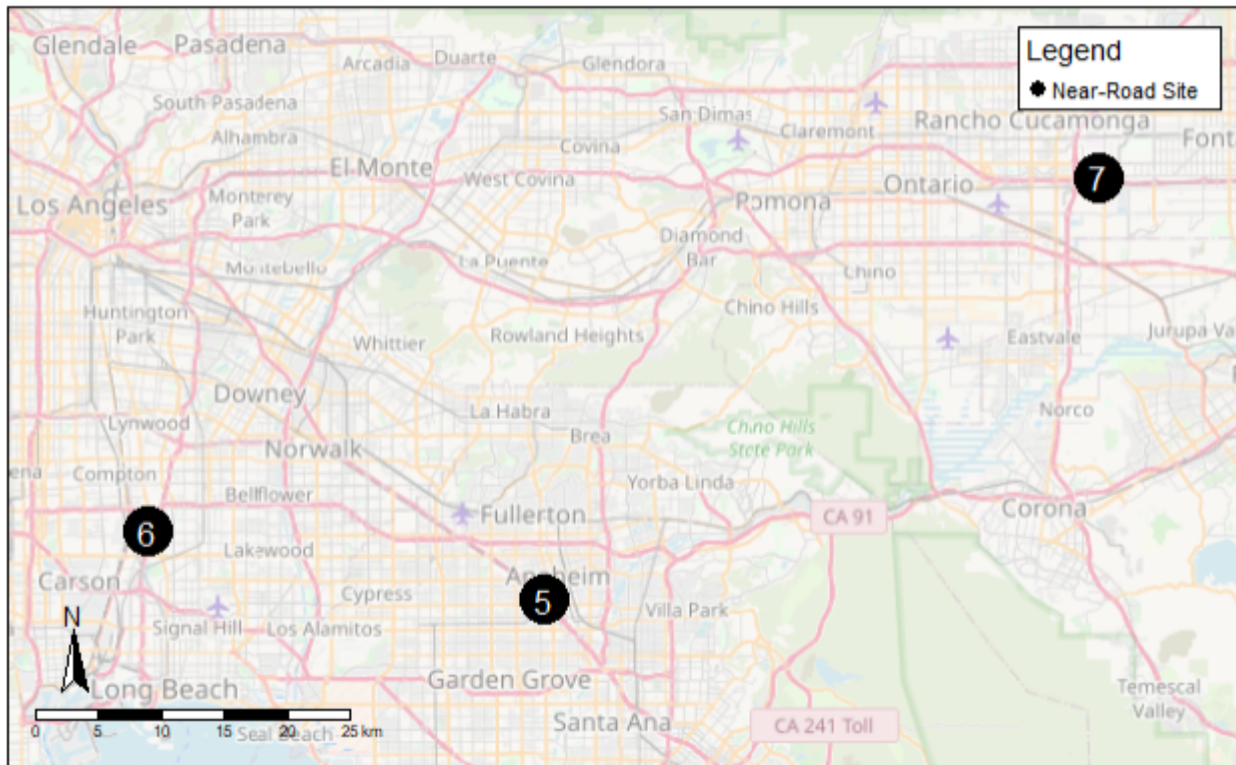 Glendale
Pasadena
Arcadia
Duarte
Glendora
Legend
Near-Road Site
South Pasadena
San Dimas
Claremont
Rancho Cucamonga
Alhambra
Covina
El Monte
West Covina
Ontario
7
Los Angeles
Monterey
Park
Pomona
Diamond
Bar
Montebello
La Puente
Chino
Huntington
Park
Chino Hills
Whittier
Rowland Heights
Eastvale
Downey
La Habra
Lynwood
Brea
Chino Hills
State Park
Norco
Norwalk
Compton
Yorba Linda
Bellflower
Fullerton
CA 91
Corona
6
Lakewood
Carson
Cypress
5
Villa Park
N
Signal Hill
Los Alamitos
Long Beach
Garden Grove
Temescal
Valley
Santa Ana
CA 241 Toll
0 5 10 15 20 25 km
Seal Beach